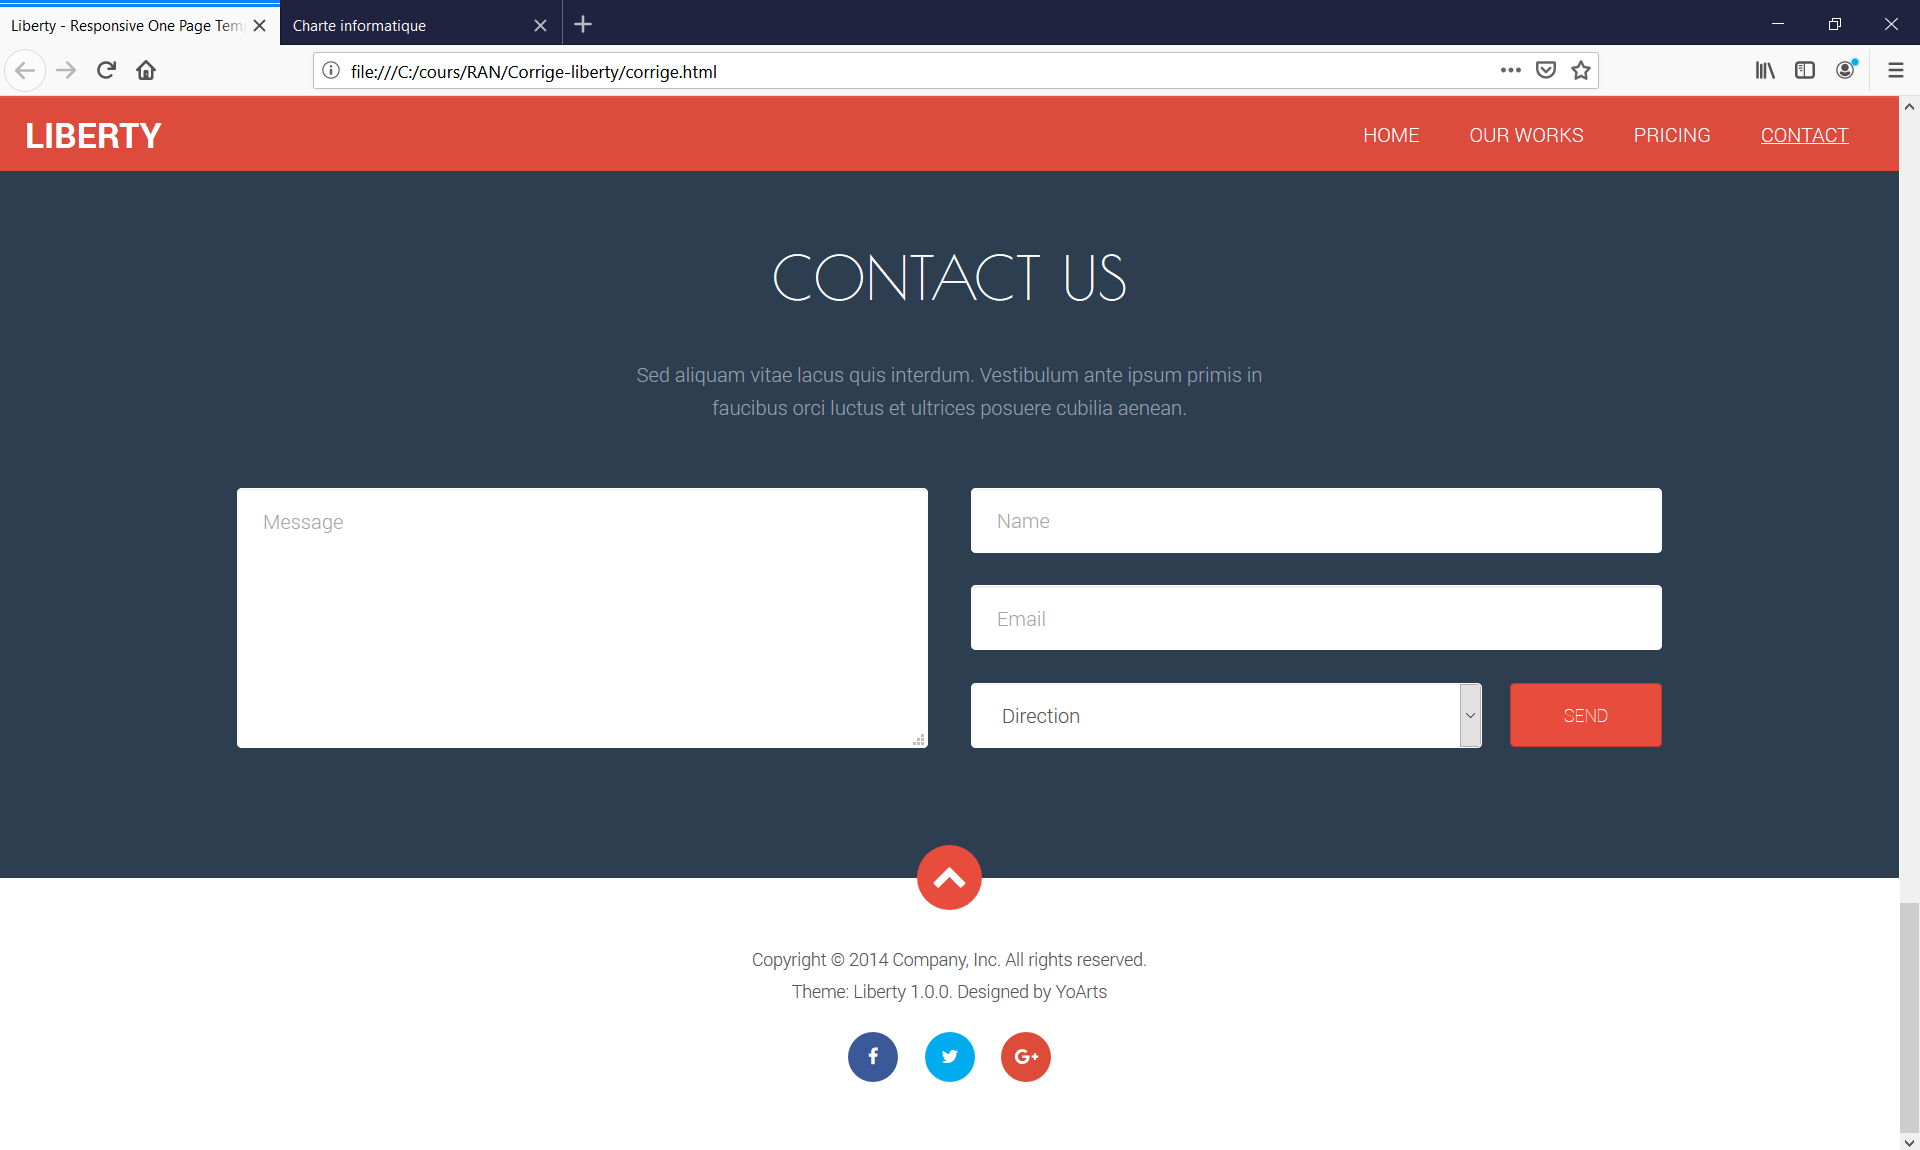 Liberty - Responsive One Page Tem
Charte informatique
file:///C:/cours/RAN/Corrige-liberty/corrige.html
LIBERTY
HOME OUR WORKS PRICING CONTACT
CONTACT US
Sed aliquam vitae lacus quis interdum. Vestibulum ante ipsum primis in
faucibus orci luctus et ultrices posuere cubilia aenean.
Message
Name
Email
Direction
SEND
Copyright © 2014 Company, Inc. All rights reserved.
Theme: Liberty 1.0.0. Designed by YoArts